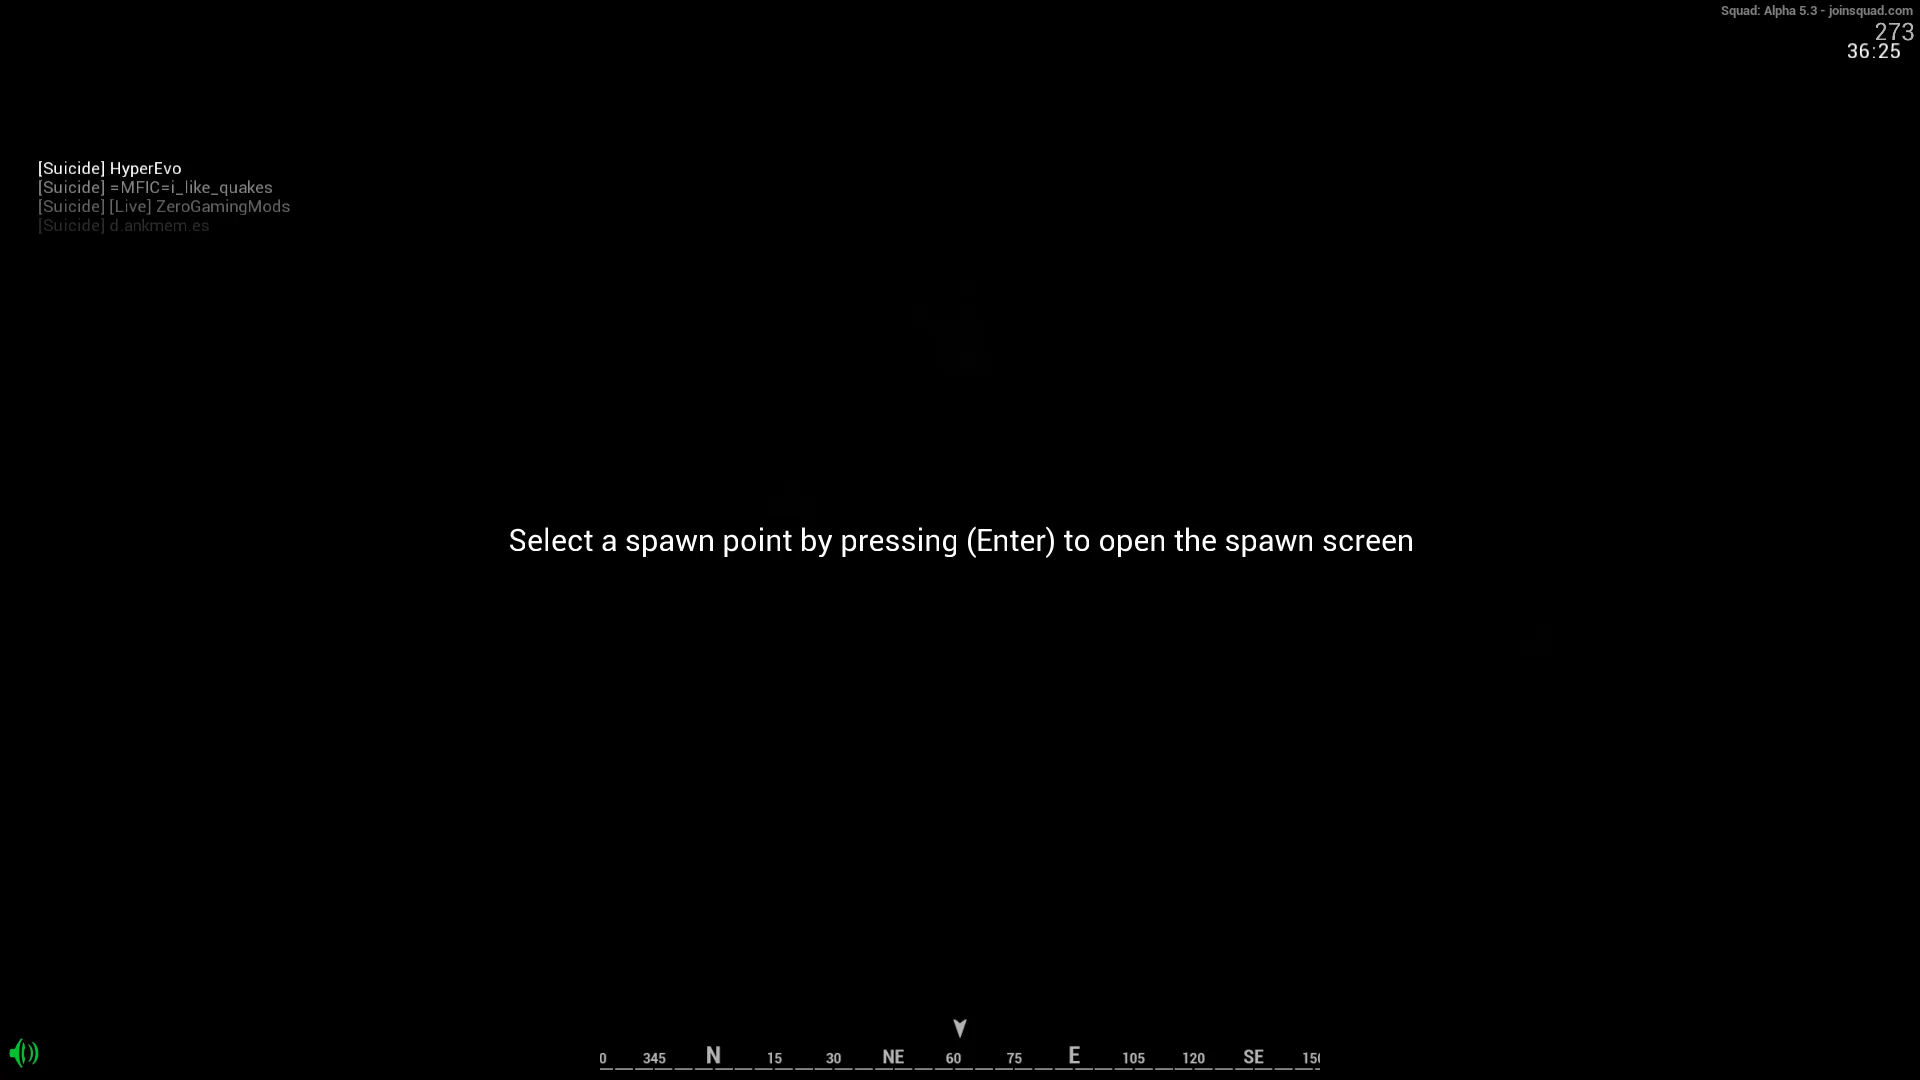 Squad: Alpha 5.3 - joinsquad.com
273
36:25
[Suicide] HyperEvo
[Suicide] =MFIC=i_like_quakes
[Suicide] [Live] ZeroGamingMods
[Suicide] d.ankmem.es
Select a spawn point by pressing (Enter) to open the spawn screen
0 345 N 15 30 NE 60 75 E 105 120 SE 150